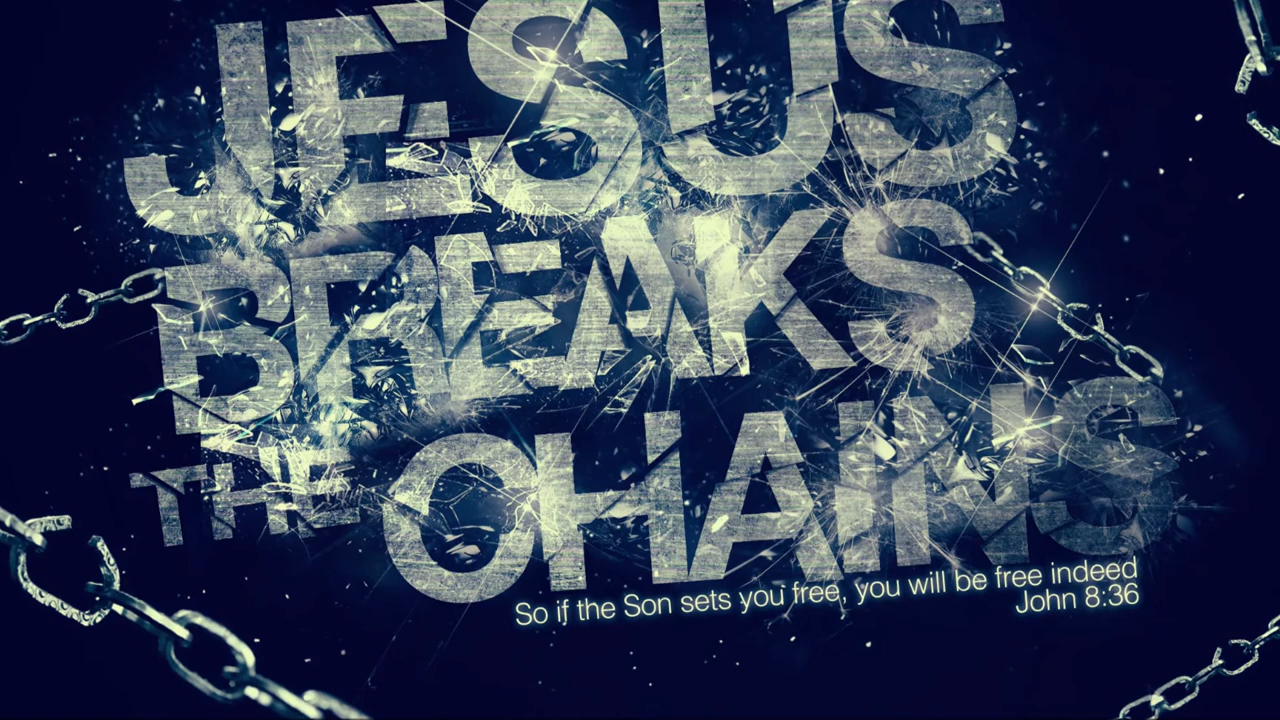 JESUS
BREAKS
THE CHAINS
So if the Son sets you free, you will be free indeed
John 8:36